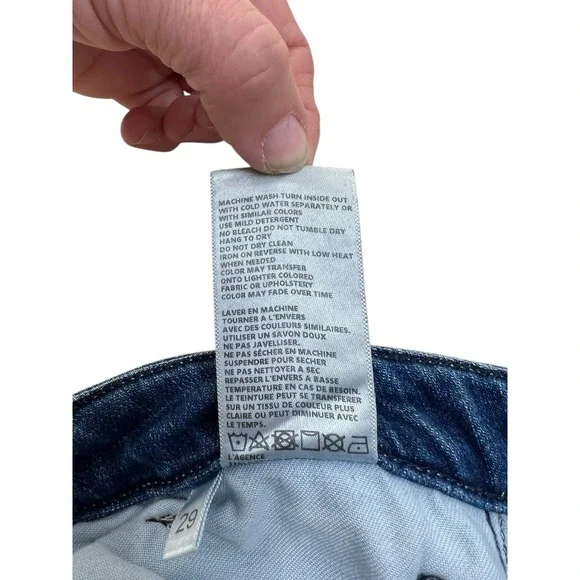 MACHINE WASH TURN INSIDE OUT
WITH COLD WATER SEPARATELY OR
WITH SIMILAR COLORS
USE MILD DETERGENT
NO BLEACH DO NOT TUMBLE DRY
HANG TO DRY
DO NOT DRY CLEAN
IRON ON REVERSE WITH LOW HEAT
WHEN NEEDED
COLOR MAY TRANSFER
ONTO LIGHTER COLORED
FABRIC OR UPHOLSTERY
COLOR MAY FADE OVER TIME
LAVER EN MACHINE
TOURNER A L'ENVERS
AVEC DES COULEURS SIMILAIRES.
UTILISER UN SAVON DOUX
NE PAS JAVELLISER.
NE PAS SÉCHER EN MACHINE
SUSPENDRE POUR SÉCHER
NE PAS NETTOYER A SEC
REPASSER L'ENVERS A BASSE
TEMPÉRATURE EN CAS DE BESOIN.
LE TEINTURE PEUT SE TRANSFÉRER
SUR UN TISSU DE COULEUR PLUS
CLAIRE OU PEUT DIMINUER AVEC
LE TEMPS.
L'AGENCE
29